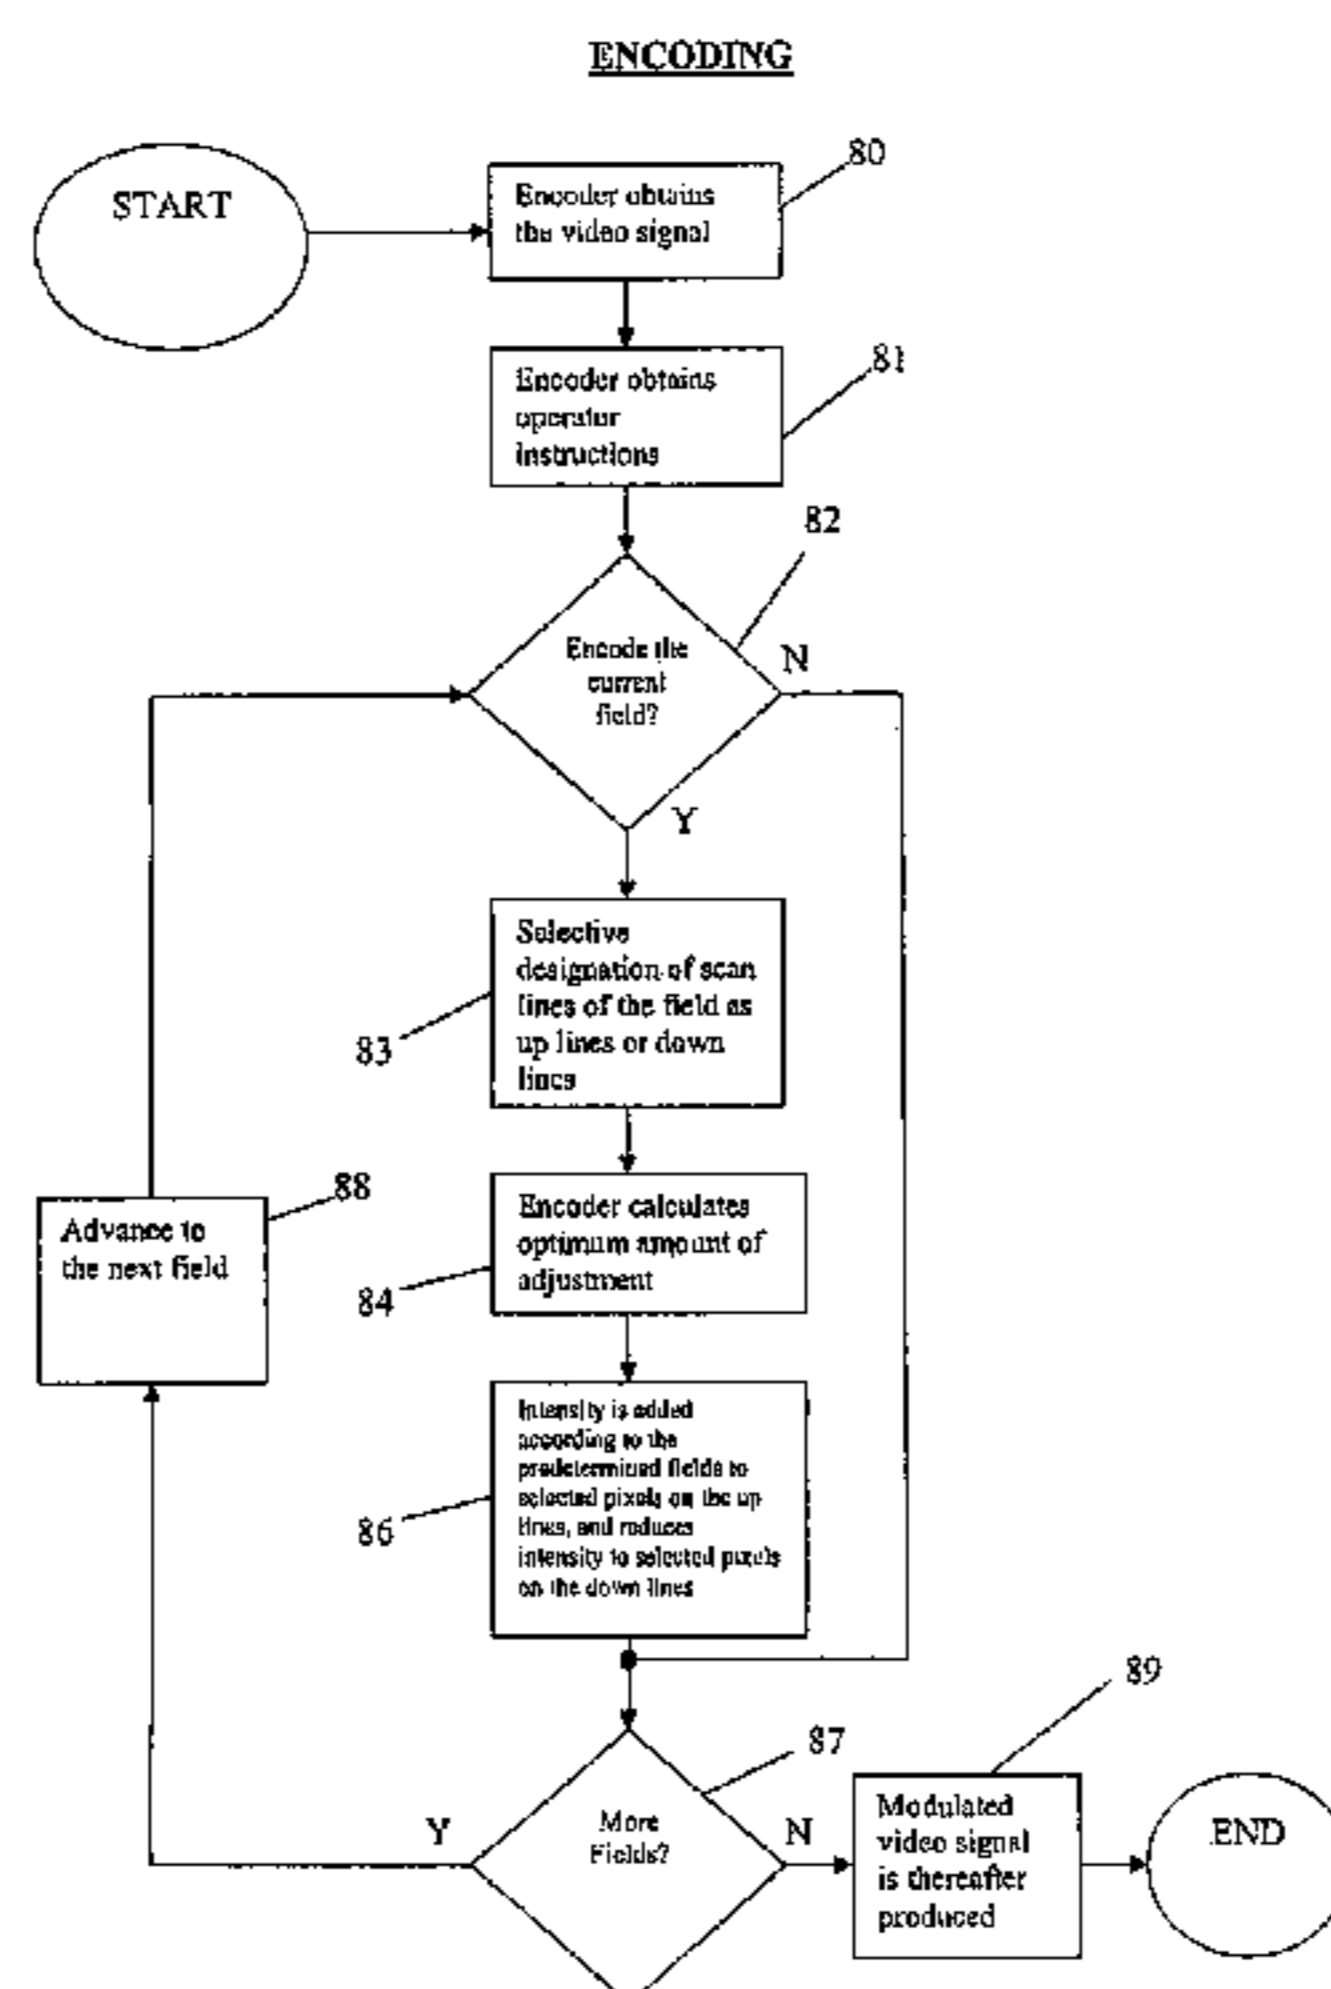 ENCODING
START
80
Encoder obtains
the video signal
81
Encoder obtains
operator
instructions
82
Encode the
current
field?
N
Y
Selective
designation of scan
lines of the field as
up lines or down
lines
83
88
Advance to
the next field
Encoder calculates
optimum amount of
adjustment
84
Intensity is added
according to the
predetermined fields to
selected pixels on the up
lines, and reduces
intensity to selected pixels
on the down lines
86
89
87
More
Fields?
Y
N
Modulated
video signal
is thereafter
produced
END